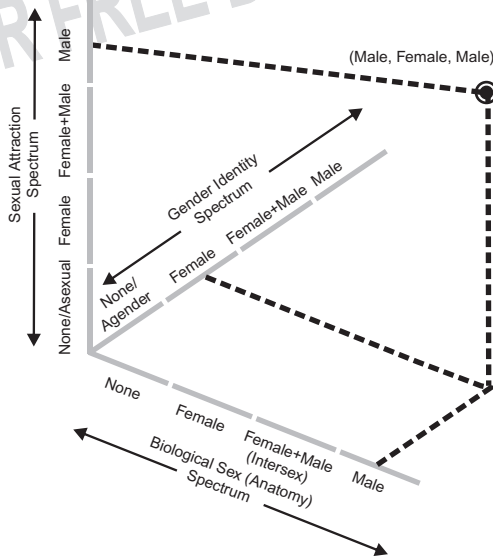 R FREE D
(Male, Female, Male)
Sexual Attraction
Spectrum
None/Asexual
Female
Female+Male
Male
Gender Identity
Spectrum
None/
Agender
Female
Female+Male
Male
None
Female
Female+Male
(Intersex)
Male
Biological Sex (Anatomy)
Spectrum